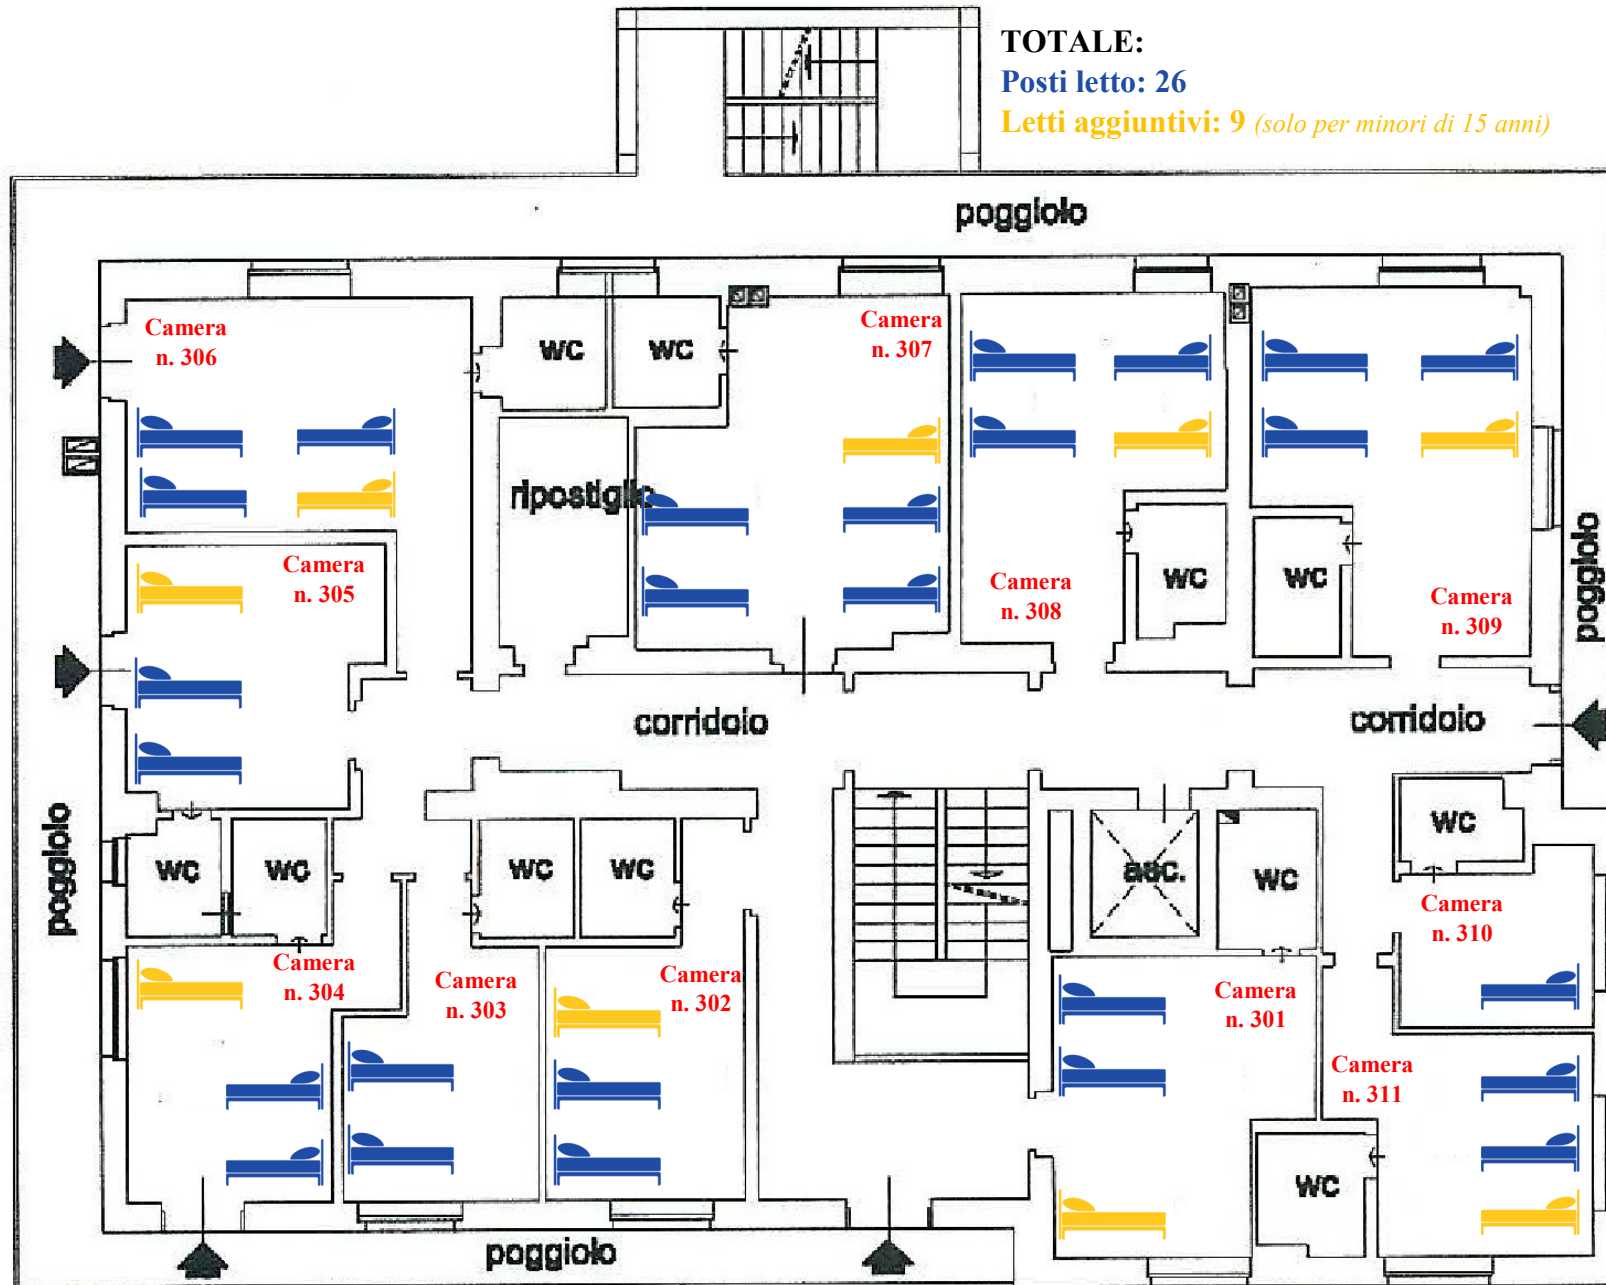 TOTALE:
Posti letto: 26
Letti aggiuntivi: 9 (solo per minori di 15 anni)
poggiolo
Camera
n. 306
wc
wc
Camera
n. 307
ripostiglio
Camera
n. 305
Camera
n. 308
wc
wc
Camera
n. 309
poggiolo
corridoio
corridoio
poggiolo
wc
wc
wc
wc
asc.
wc
wc
Camera
n. 310
Camera
n. 304
Camera
n. 303
Camera
n. 302
Camera
n. 301
Camera
n. 311
wc
poggiolo